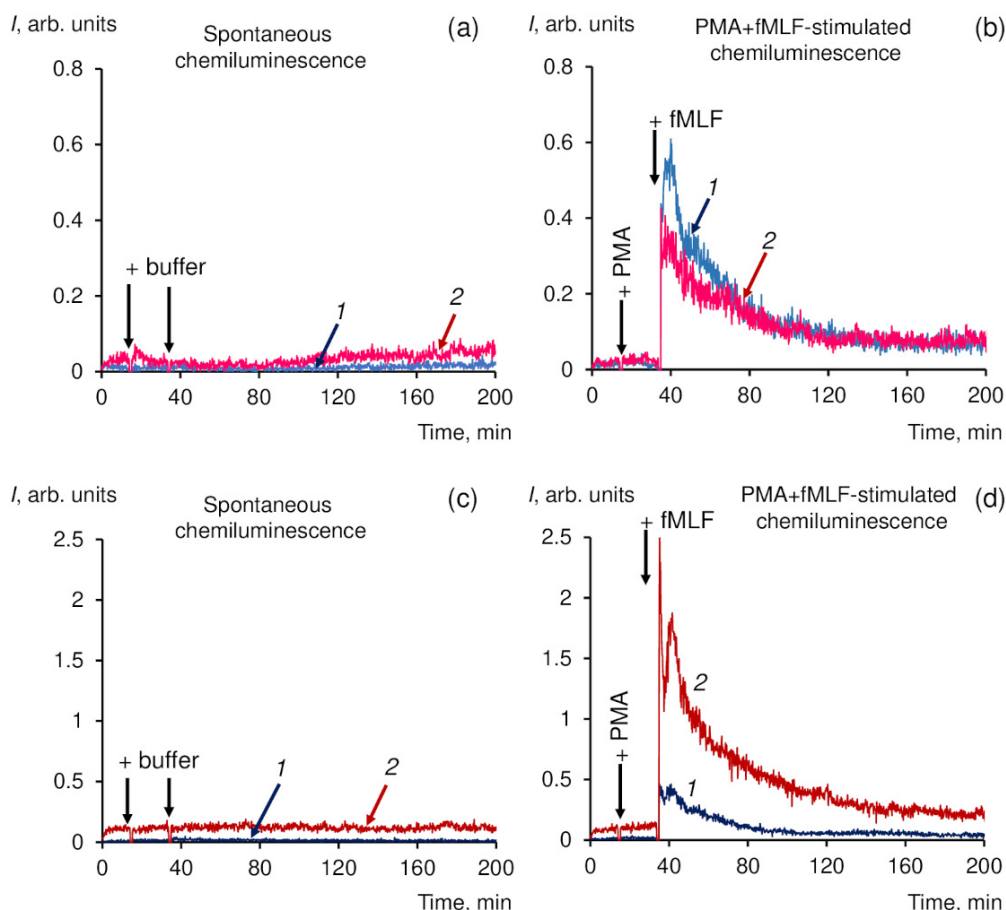 I, arb. units
Spontaneous
chemiluminescence
(a)
0.8
0.6
0.4
0.2
0
+ buffer
1
2
0 40 80 120 160 200
Time, min
I, arb. units
PMA+fMLF-stimulated
chemiluminescence
(b)
0.8
0.6
0.4
0.2
0
+ fMLF
+ PMA
1
2
0 40 80 120 160 200
Time, min
I, arb. units
Spontaneous
chemiluminescence
(c)
2.5
2
1.5
1
0.5
0
+ buffer
1
2
0 40 80 120 160 200
Time, min
I, arb. units
PMA+fMLF-stimulated
chemiluminescence
(d)
2.5
2
1.5
1
0.5
0
+ fMLF
+ PMA
2
1
0 40 80 120 160 200
Time, min